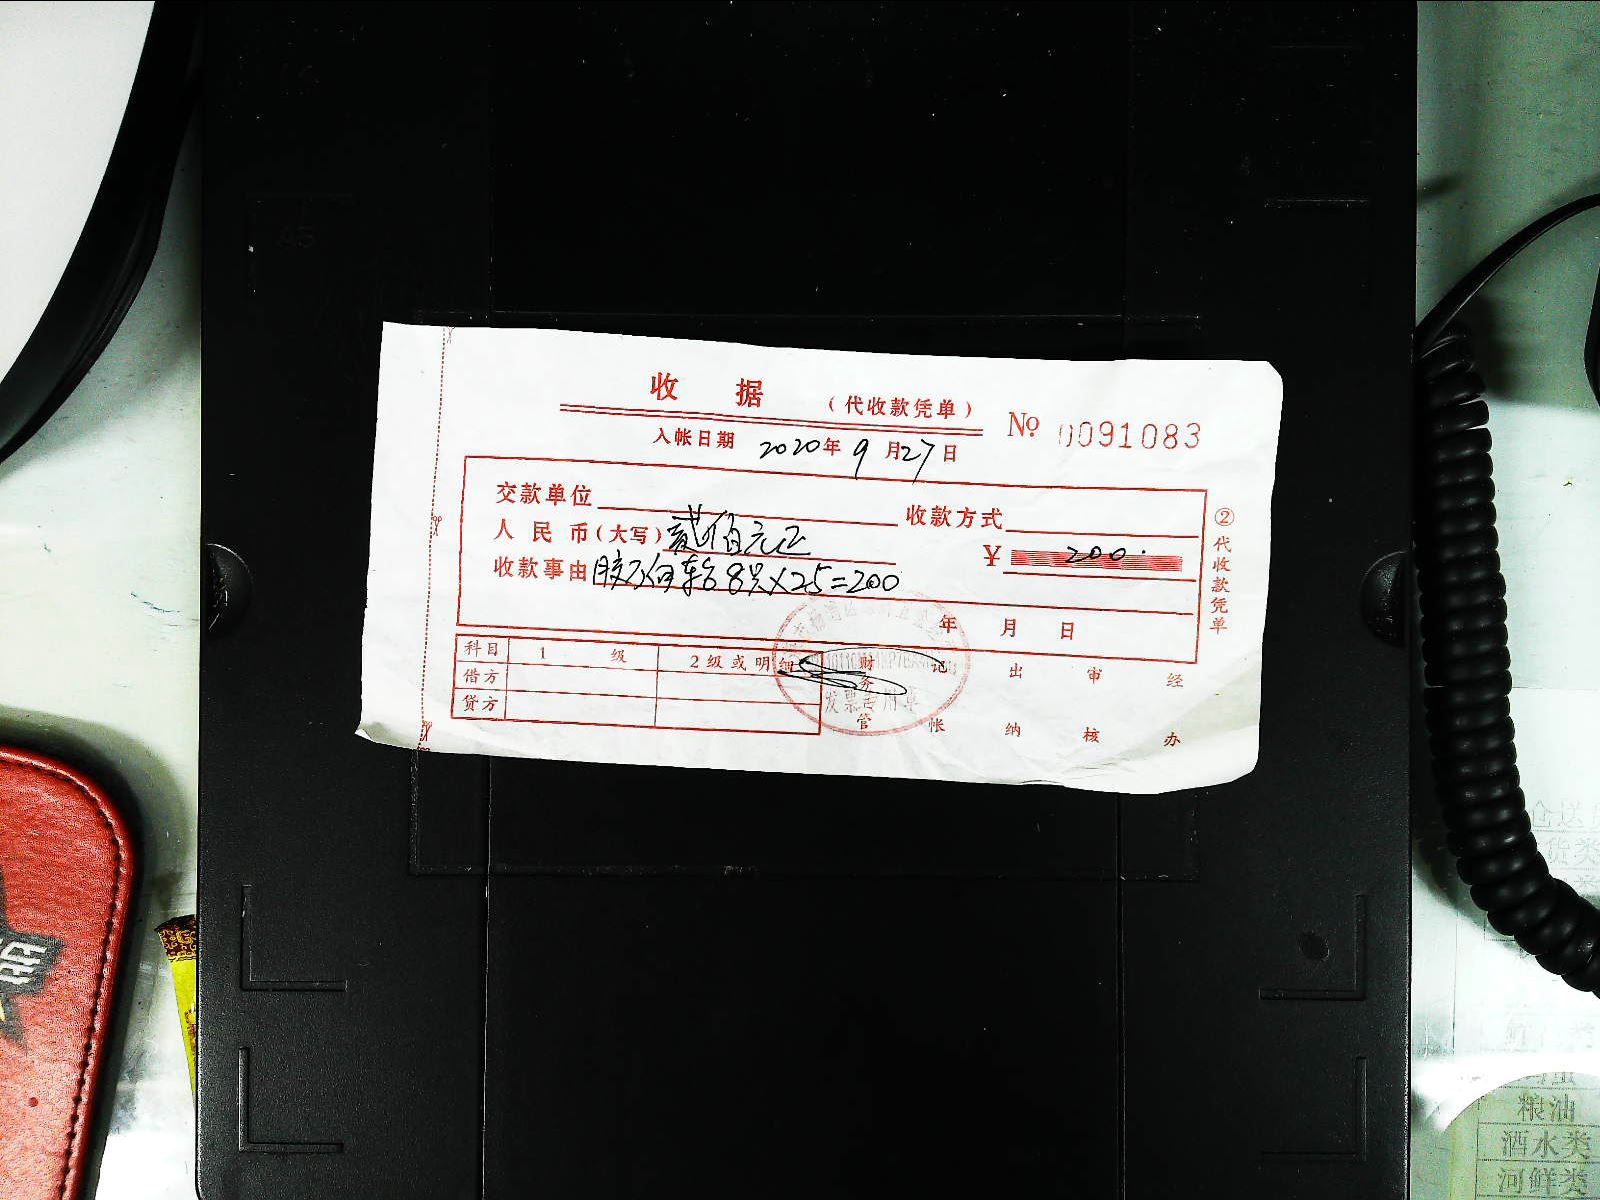 收 据 (代收款凭单) № 0091083
入帐日期 2020年 9月27日
交款单位 收款方式
人民币(大写) 贰佰元正 ¥ 200.
收款事由 胶万向轮 8只×25=200
年 月 日
②代收款凭单
科目 1 级 2级或明细
借方
贷方
财务 管
记 帐
出 纳
审 核
经 办
发票专用章
A5
粮油
酒水类
河鲜类